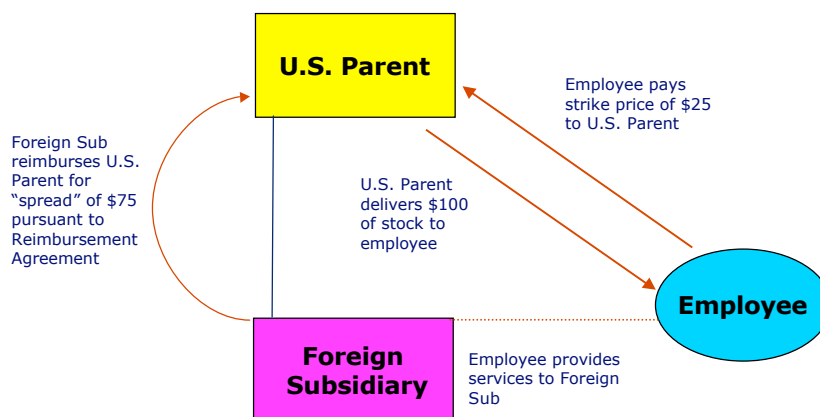 U.S. Parent
Employee pays
strike price of $25
to U.S. Parent
Foreign Sub
reimburses U.S.
Parent for
“spread” of $75
pursuant to
Reimbursement
Agreement
U.S. Parent
delivers $100
of stock to
employee
Employee
Foreign
Subsidiary
Employee provides
services to Foreign
Sub